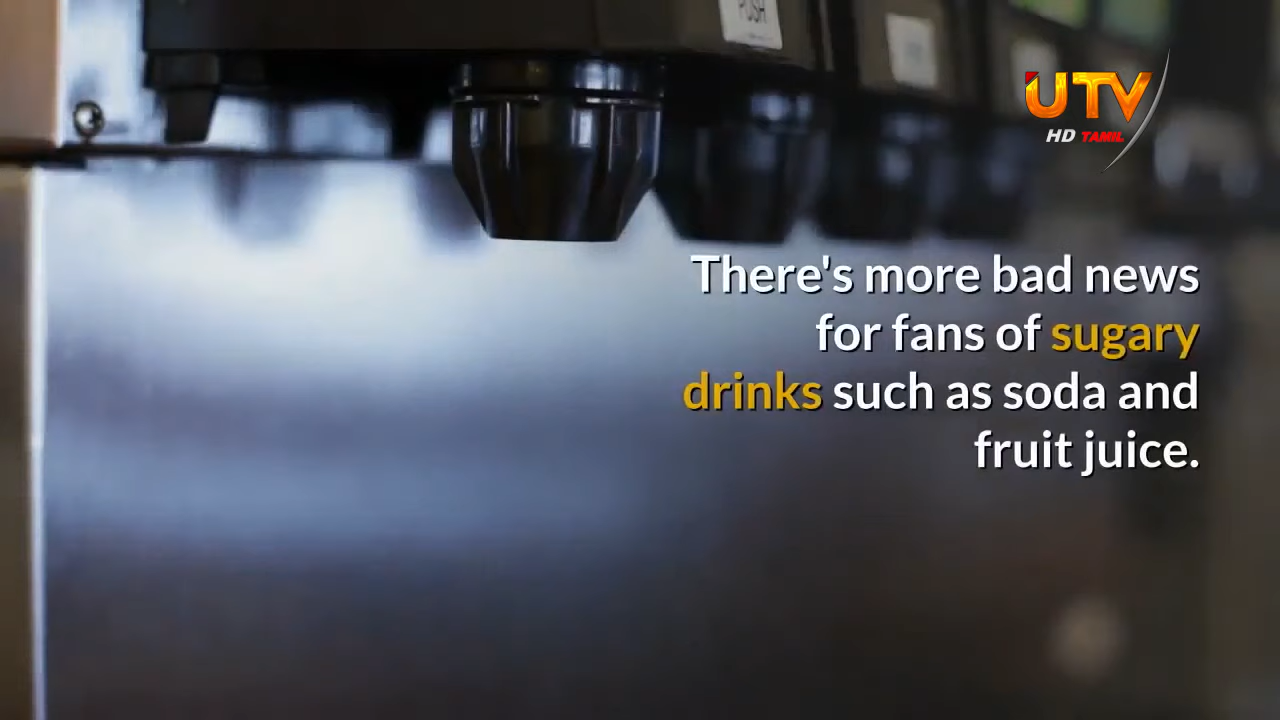 PUSH
UTV
HD TAMIL
There's more bad news
for fans of sugary
drinks such as soda and
fruit juice.